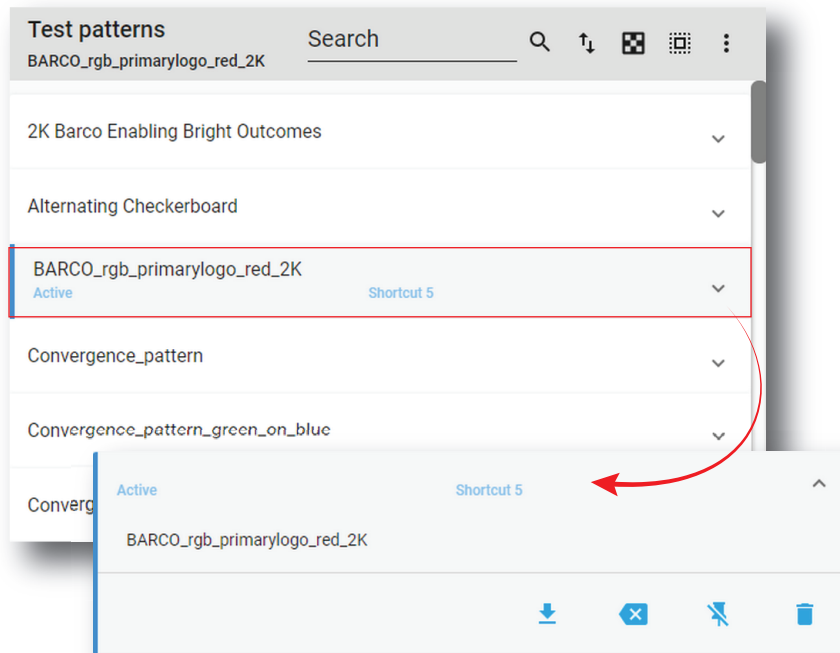 Test patterns
BARCO_rgb_primarylogo_red_2K
Search
2K Barco Enabling Bright Outcomes
Alternating Checkerboard
BARCO_rgb_primarylogo_red_2K
Active
Shortcut 5
Convergence_pattern
Convergence_pattern_green_on_blue
Converg
Active
Shortcut 5
BARCO_rgb_primarylogo_red_2K